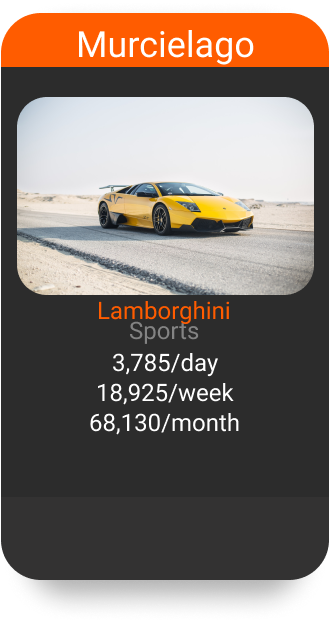 Murcielago
Lamborghini
Sports
3,785/day
18,925/week
68,130/month